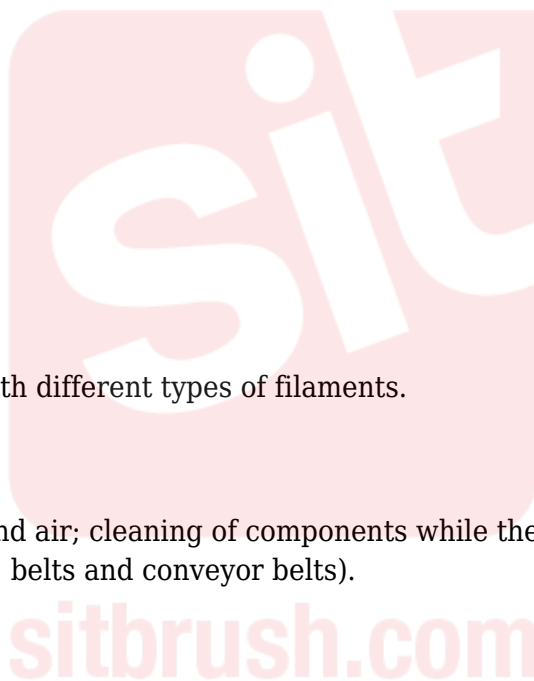 sit
th different types of filaments.
nd air; cleaning of components while the
belts and conveyor belts).
sitbrush.com